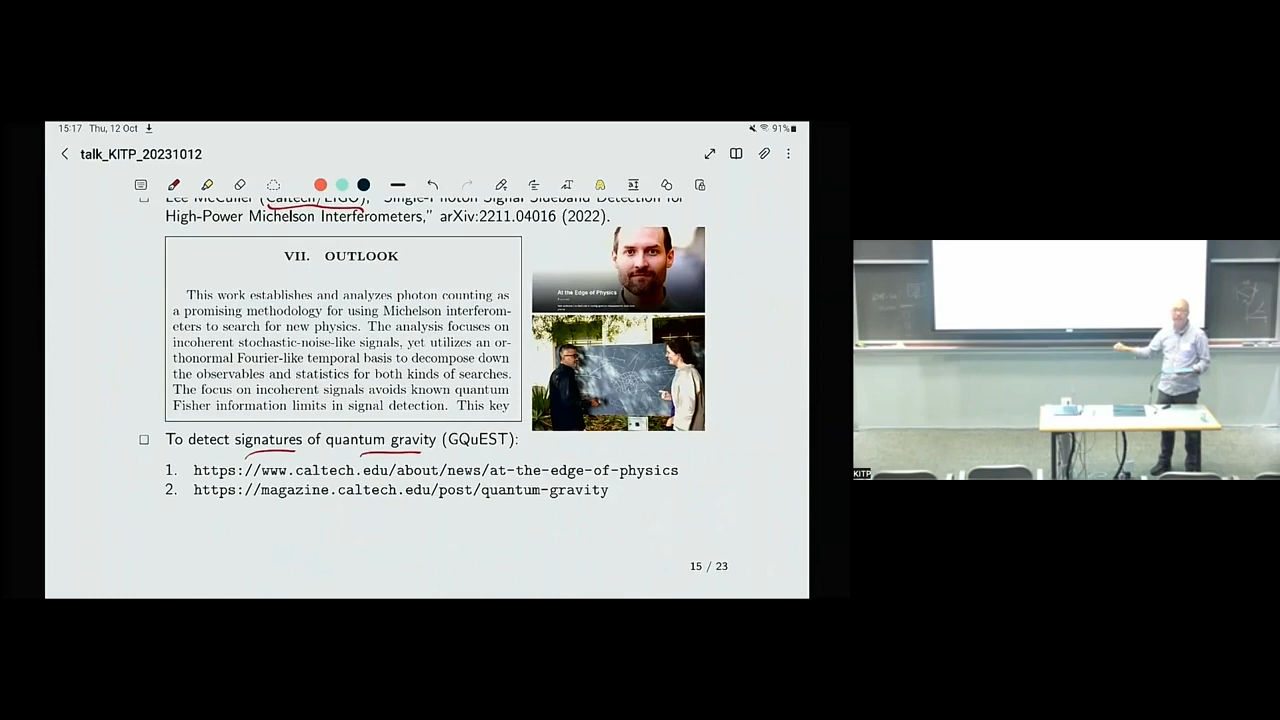 15:17 Thu, 12 Oct
91%
talk_KITP_20231012
Lee McCuller (Caltech/LIGO), "Single-Photon Signal Sideband Detection for
High-Power Michelson Interferometers," arXiv:2211.04016 (2022).
VII. OUTLOOK
This work establishes and analyzes photon counting as
a promising methodology for using Michelson interferom-
eters to search for new physics. The analysis focuses on
incoherent stochastic-noise-like signals, yet utilizes an or-
thonormal Fourier-like temporal basis to decompose down
the observables and statistics for both kinds of searches.
The focus on incoherent signals avoids known quantum
Fisher information limits in signal detection. This key
At the Edge of Physics
To detect signatures of quantum gravity (GQuEST):
1. https://www.caltech.edu/about/news/at-the-edge-of-physics
2. https://magazine.caltech.edu/post/quantum-gravity
15 / 23
KITP